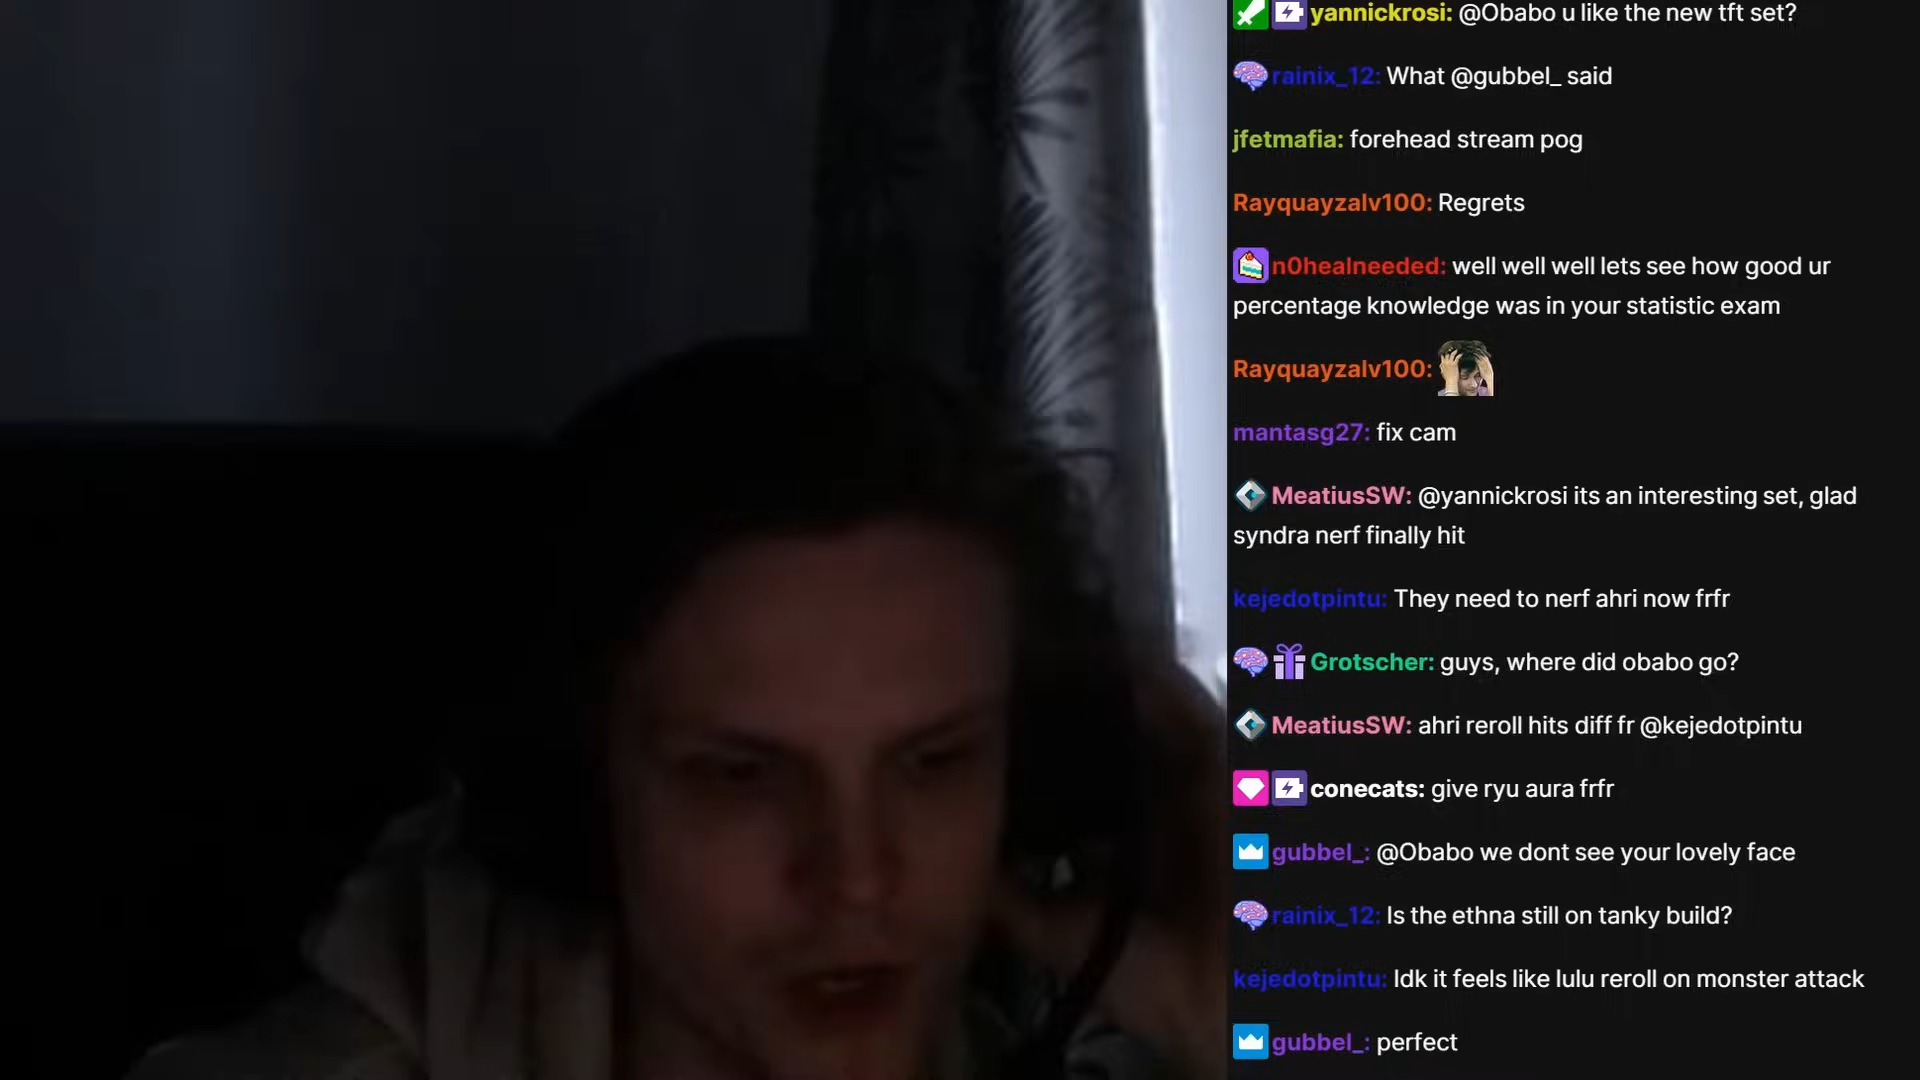 yannickrosi: @Obabo u like the new tft set?
rainix_12: What @gubbel_ said
jfetmafia: forehead stream pog
Rayquayzalv100: Regrets
n0healneeded: well well well lets see how good ur
percentage knowledge was in your statistic exam
Rayquayzalv100:
mantasg27: fix cam
MeatiusSW: @yannickrosi its an interesting set, glad
syndra nerf finally hit
kejedotpintu: They need to nerf ahri now frfr
Grotscher: guys, where did obabo go?
MeatiusSW: ahri reroll hits diff fr @kejedotpintu
conecats: give ryu aura frfr
gubbel_: @Obabo we dont see your lovely face
rainix_12: Is the ethna still on tanky build?
kejedotpintu: Idk it feels like lulu reroll on monster attack
gubbel_: perfect